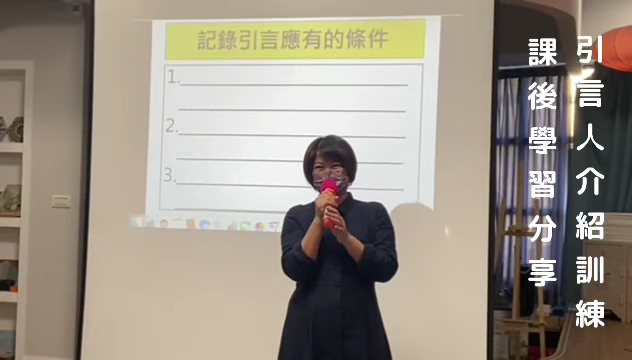 記錄引言應有的條件
1.
2.
3.
引言人介紹訓練
課後學習分享